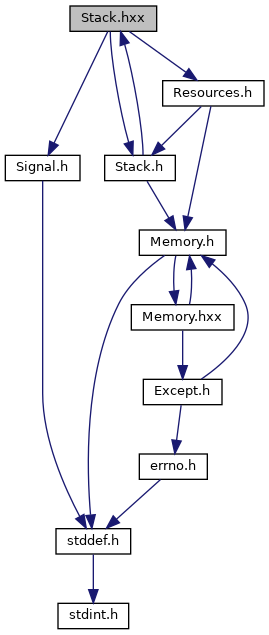 Stack.hxx
Resources.h
Signal.h
Stack.h
Memory.h
Memory.hxx
Except.h
errno.h
stddef.h
stdint.h